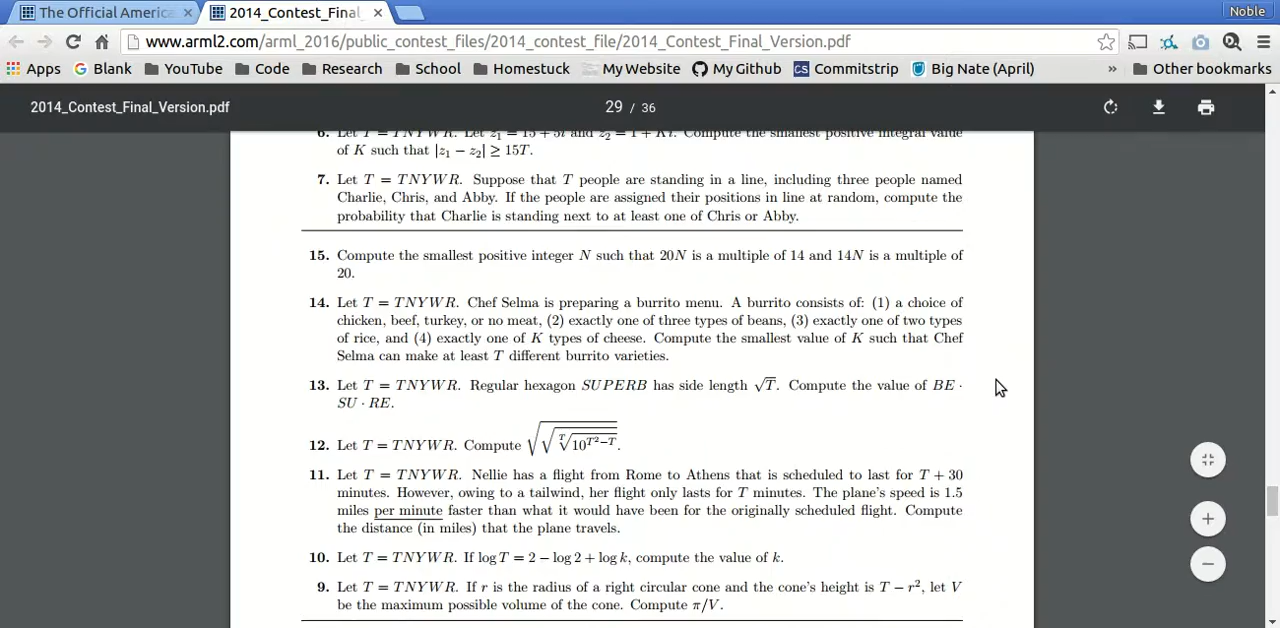 The Official America
2014_Contest_Final_
Noble
www.arml2.com/arml_2016/public_contest_files/2014_contest_file/2014_Contest_Final_Version.pdf
Apps Blank YouTube Code Research School Homestuck My Website My Github Commitstrip Big Nate (April) » Other bookmarks
2014_Contest_Final_Version.pdf 29 / 36
6. Let T = TNYWR. Let z₁ = 15 + 5i and z₂ = 1 + Ki. Compute the smallest positive integral value
of K such that |z₁ − z₂| ≥ 15T.
7. Let T = TNYWR. Suppose that T people are standing in a line, including three people named
Charlie, Chris, and Abby. If the people are assigned their positions in line at random, compute the
probability that Charlie is standing next to at least one of Chris or Abby.
15. Compute the smallest positive integer N such that 20N is a multiple of 14 and 14N is a multiple of
20.
14. Let T = TNYWR. Chef Selma is preparing a burrito menu. A burrito consists of: (1) a choice of
chicken, beef, turkey, or no meat, (2) exactly one of three types of beans, (3) exactly one of two types
of rice, and (4) exactly one of K types of cheese. Compute the smallest value of K such that Chef
Selma can make at least T different burrito varieties.
13. Let T = TNYWR. Regular hexagon SUPERB has side length √T. Compute the value of BE ·
SU · RE.
12. Let T = TNYWR. Compute √√ᵀ√10^(T²−T).
11. Let T = TNYWR. Nellie has a flight from Rome to Athens that is scheduled to last for T + 30
minutes. However, owing to a tailwind, her flight only lasts for T minutes. The plane's speed is 1.5
miles per minute faster than what it would have been for the originally scheduled flight. Compute
the distance (in miles) that the plane travels.
10. Let T = TNYWR. If log T = 2 − log 2 + log k, compute the value of k.
9. Let T = TNYWR. If r is the radius of a right circular cone and the cone's height is T − r², let V
be the maximum possible volume of the cone. Compute π/V.